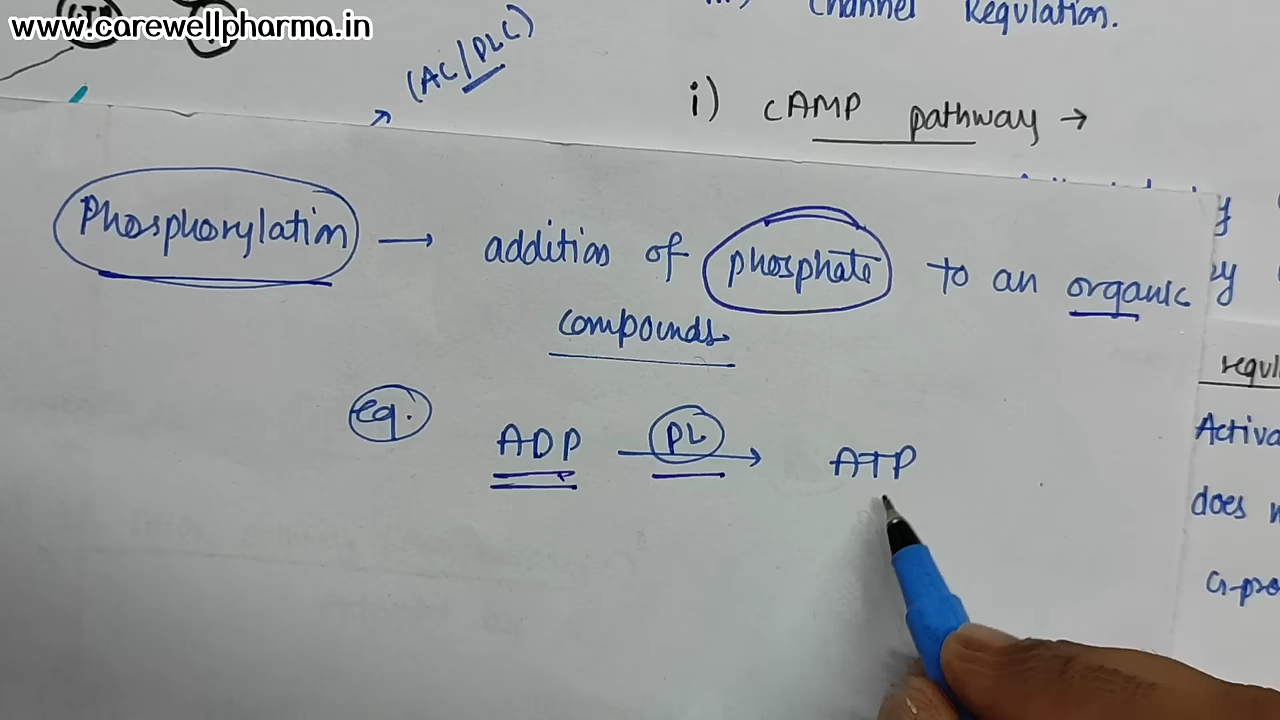 www.carewellpharma.in
Channel Regulation.
(AC/PLC)
i) cAMP pathway →
Phosphorylation → addition of phosphate to an organic
compounds
eg. ADP PL → ATP
regul
Activa
does
G-pro